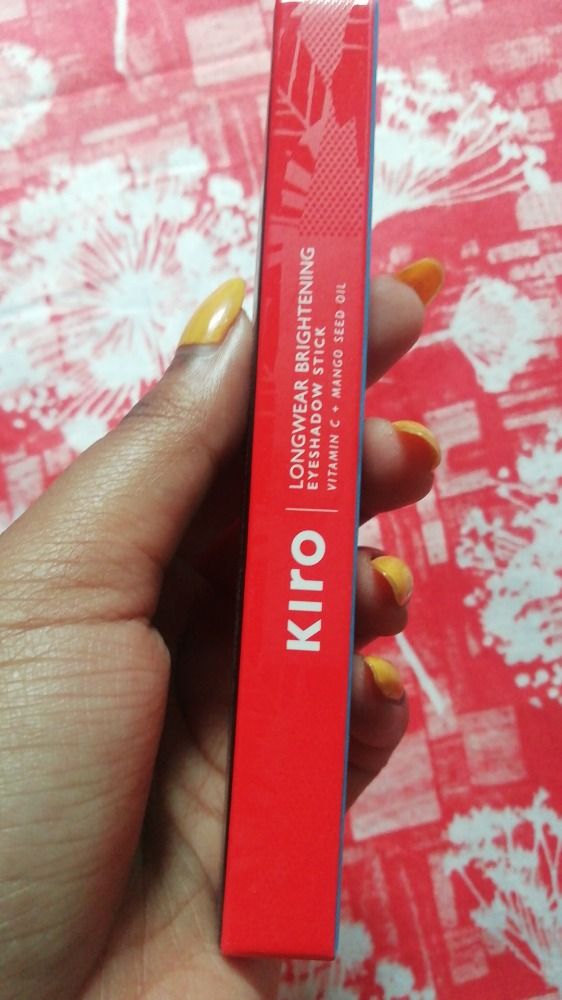 KIro
LONGWEAR BRIGHTENING
EYESHADOW STICK
VITAMIN C + MANGO SEED OIL